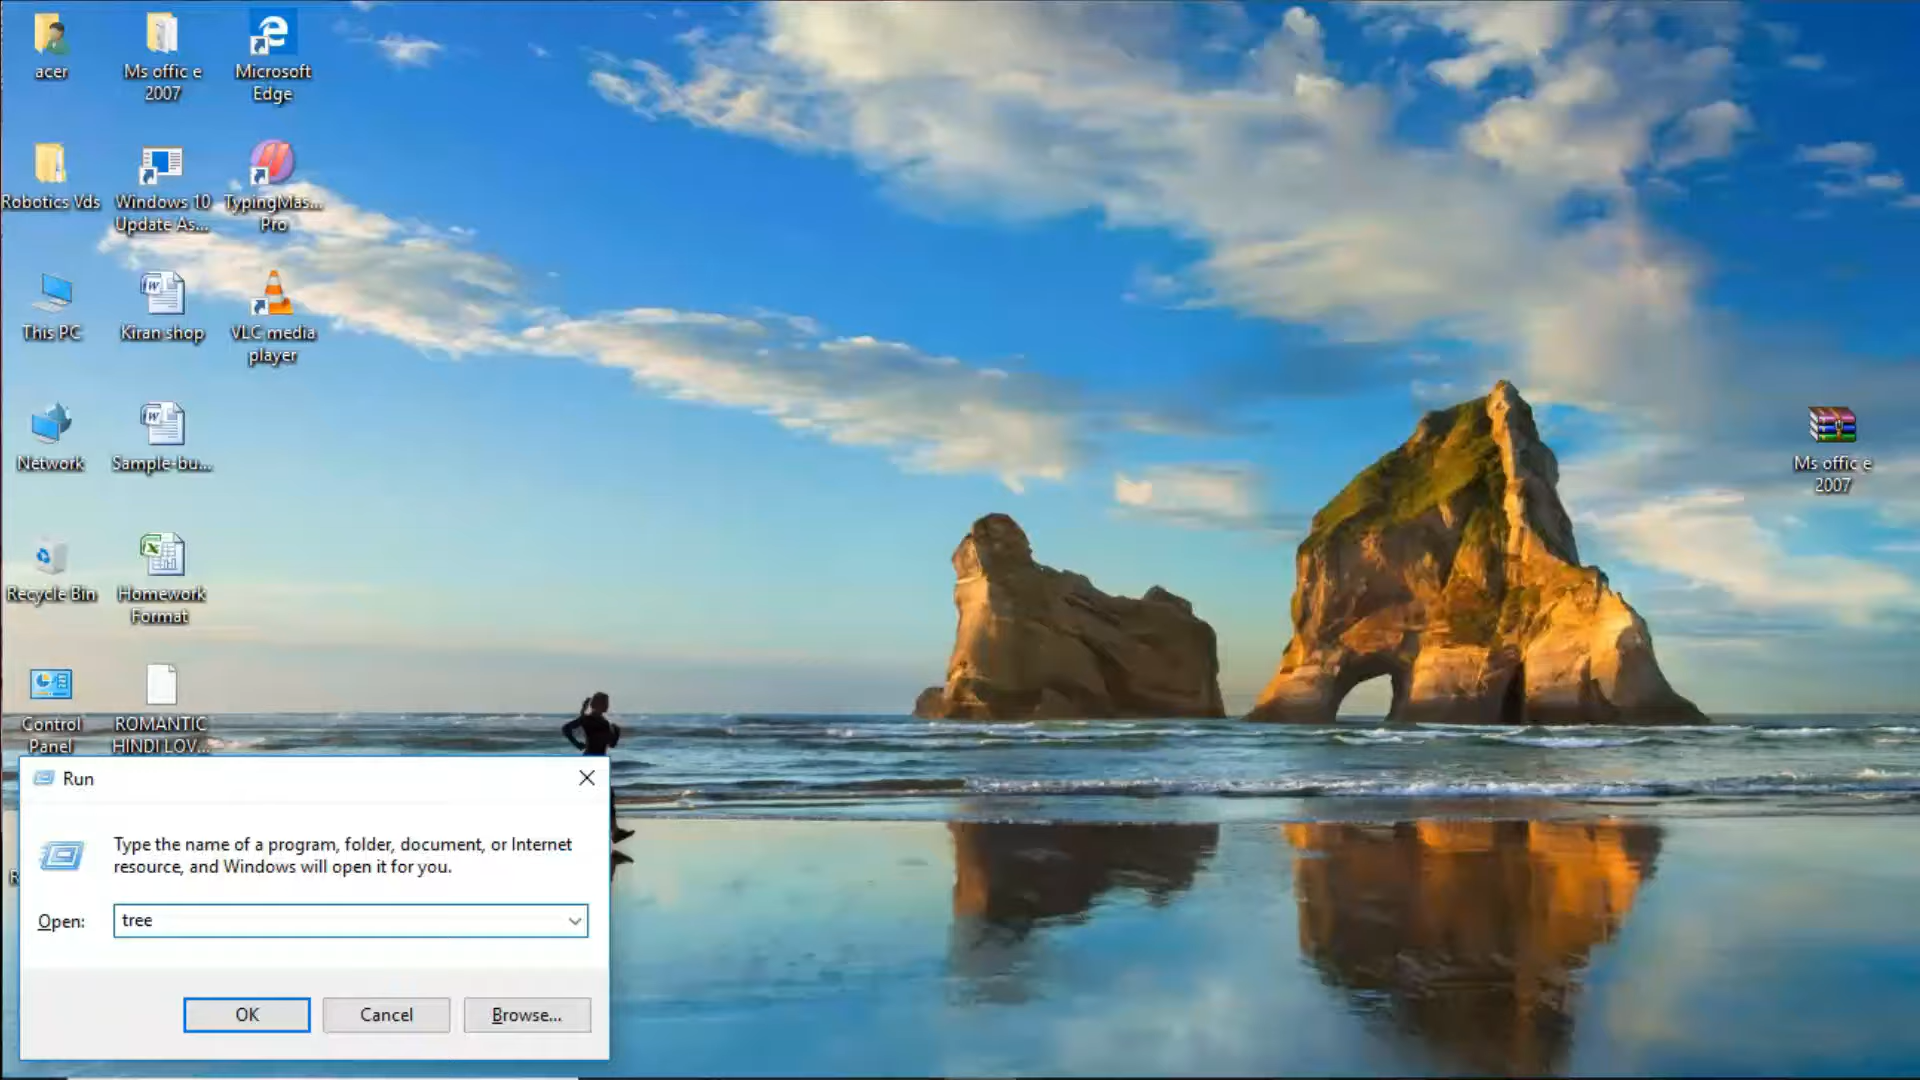 acer
Ms office
2007
Microsoft
Edge
Robotics Vds
Windows 10
Update As...
TypingMas...
Pro
This PC
Kiran shop
VLC media
player
Network
Sample-bu...
Ms office
2007
Recycle Bin
Homework
Format
Control
Panel
ROMANTIC
HINDI LOV...
Run
Type the name of a program, folder, document, or Internet
resource, and Windows will open it for you.
Open:
tree
OK
Cancel
Browse...